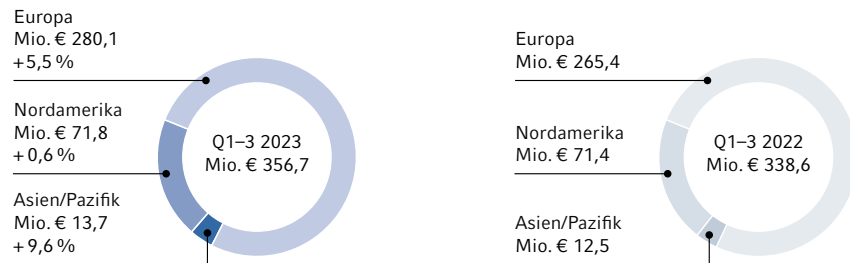 Europa
Mio. € 280,1
+5,5 %
Nordamerika
Mio. € 71,8
+0,6 %
Asien/Pazifik
Mio. € 13,7
+9,6 %
Q1–3 2023
Mio. € 356,7
Europa
Mio. € 265,4
Nordamerika
Mio. € 71,4
Asien/Pazifik
Mio. € 12,5
Q1–3 2022
Mio. € 338,6